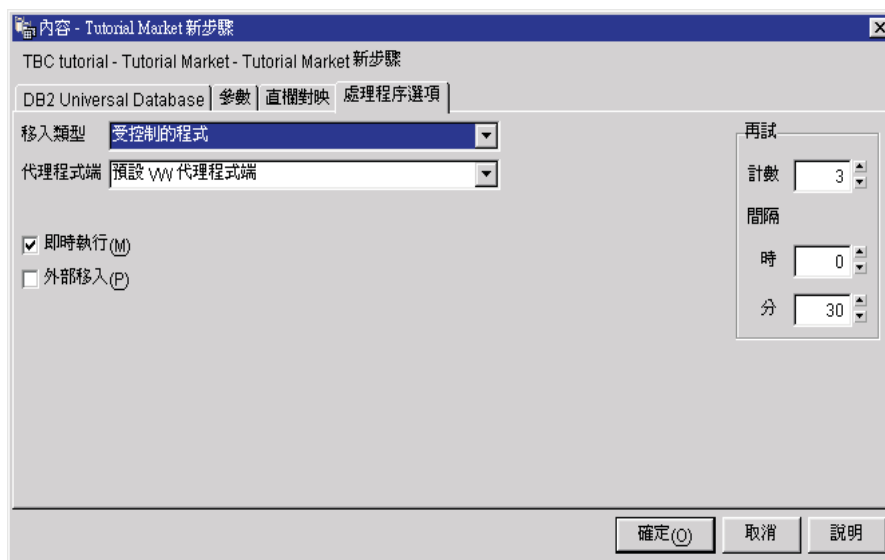 內容 - Tutorial Market 新步驟
TBC tutorial - Tutorial Market - Tutorial Market 新步驟
DB2 Universal Database 參數 直欄對映 處理程序選項
移入類型 受控制的程式
代理程式端 預設 VW 代理程式端
即時執行(M)
外部移入(P)
再試
計數 3
間隔
時 0
分 30
確定(O) 取消 說明